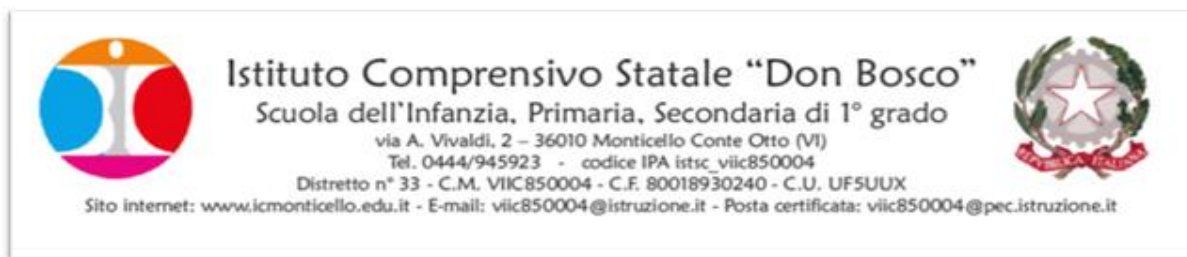 Istituto Comprensivo Statale “Don Bosco”
Scuola dell'Infanzia, Primaria, Secondaria di 1° grado
via A. Vivaldi, 2 – 36010 Monticello Conte Otto (VI)
Tel. 0444/945923 - codice IPA istsc_viic850004
Distretto n° 33 - C.M. VIIC850004 - C.F. 80018930240 - C.U. UF5UUX
Sito internet: www.icmonticello.edu.it - E-mail: viic850004@istruzione.it - Posta certificata: viic850004@pec.istruzione.it
REPVBBLICA ITALIANA